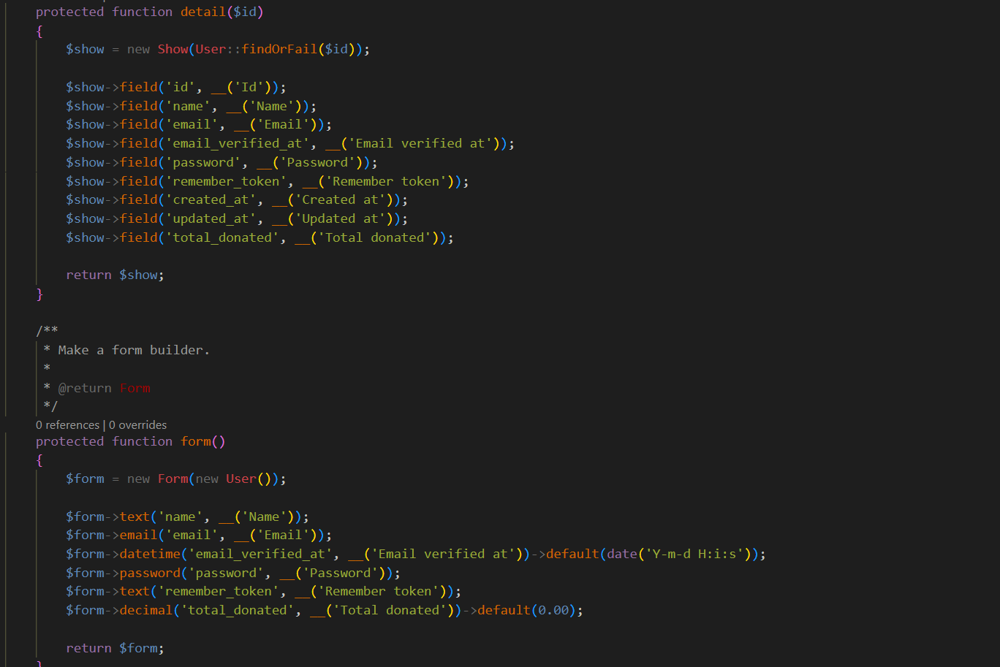 protected function detail($id)
{
$show = new Show(User::findOrFail($id));
$show->field('id', __('Id'));
$show->field('name', __('Name'));
$show->field('email', __('Email'));
$show->field('email_verified_at', __('Email verified at'));
$show->field('password', __('Password'));
$show->field('remember_token', __('Remember token'));
$show->field('created_at', __('Created at'));
$show->field('updated_at', __('Updated at'));
$show->field('total_donated', __('Total donated'));
return $show;
}
/**
* Make a form builder.
*
* @return Form
*/
0 references | 0 overrides
protected function form()
{
$form = new Form(new User());
$form->text('name', __('Name'));
$form->email('email', __('Email'));
$form->datetime('email_verified_at', __('Email verified at'))->default(date('Y-m-d H:i:s'));
$form->password('password', __('Password'));
$form->text('remember_token', __('Remember token'));
$form->decimal('total_donated', __('Total donated'))->default(0.00);
return $form;
}